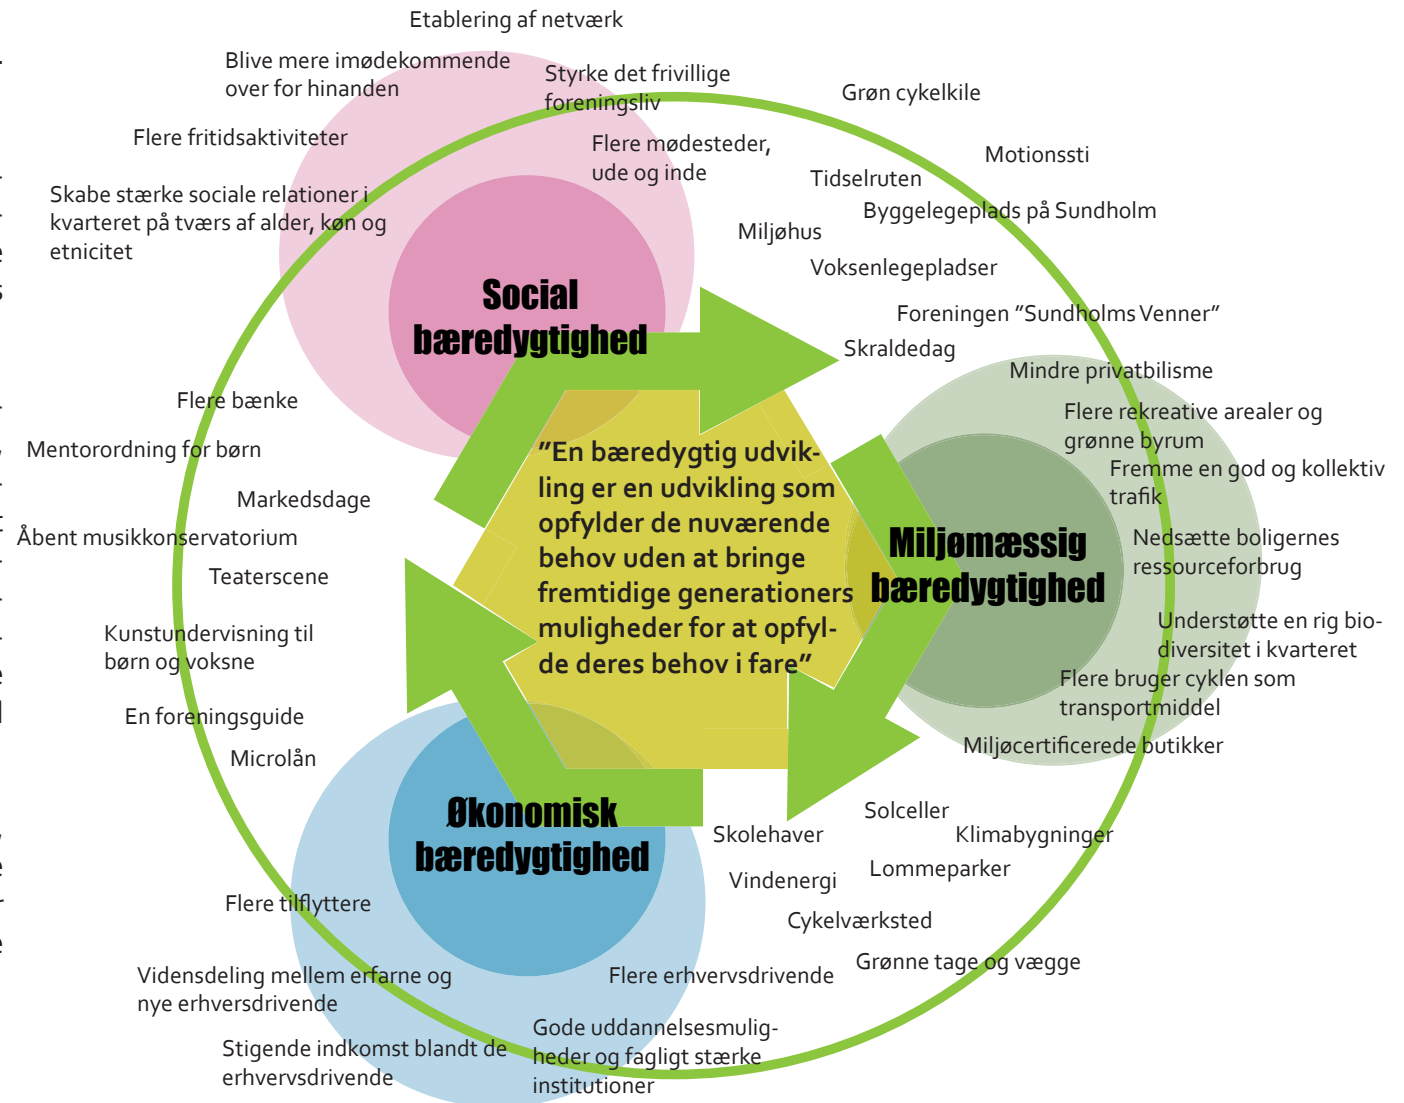 Etablering af netværk
Blive mere imødekommende
over for hinanden
Styrke det frivillige
foreningsliv
Grøn cykelkile
Flere fritidsaktiviteter
Flere mødesteder,
ude og inde
Motionssti
Skabe stærke sociale relationer i
kvarteret på tværs af alder, køn og
etnicitet
Tidselruten
Byggelegeplads på Sundholm
Miljøhus
Voksenlegepladser
Social
bæredygtighed
Foreningen ”Sundholms Venner”
Skraldedag
Mindre privatbilisme
Flere rekreative arealer og
grønne byrum
Fremme en god og kollektiv
trafik
Flere bænke
Mentorordning for børn
Markedsdage
Åbent musikkonservatorium
Teaterscene
”En bæredygtig udvik-
ling er en udvikling som
opfylder de nuværende
behov uden at bringe
fremtidige generationers
muligheder for at opfyl-
de deres behov i fare”
Miljømæssig
bæredygtighed
Nedsætte boligernes
ressourceforbrug
Understøtte en rig bio-
diversitet i kvarteret
Flere bruger cyklen som
transportmiddel
Miljøcertificerede butikker
Kunstundervisning til
børn og voksne
En foreningsguide
Microlån
Økonomisk
bæredygtighed
Solceller
Skolehaver
Klimabygninger
Lommeparker
Vindenergi
Cykelværksted
Grønne tage og vægge
Flere tilflyttere
Vidensdeling mellem erfarne og
nye erhversdrivende
Flere erhvervsdrivende
Stigende indkomst blandt de
erhvervsdrivende
Gode uddannelsesmulig-
heder og fagligt stærke
institutioner